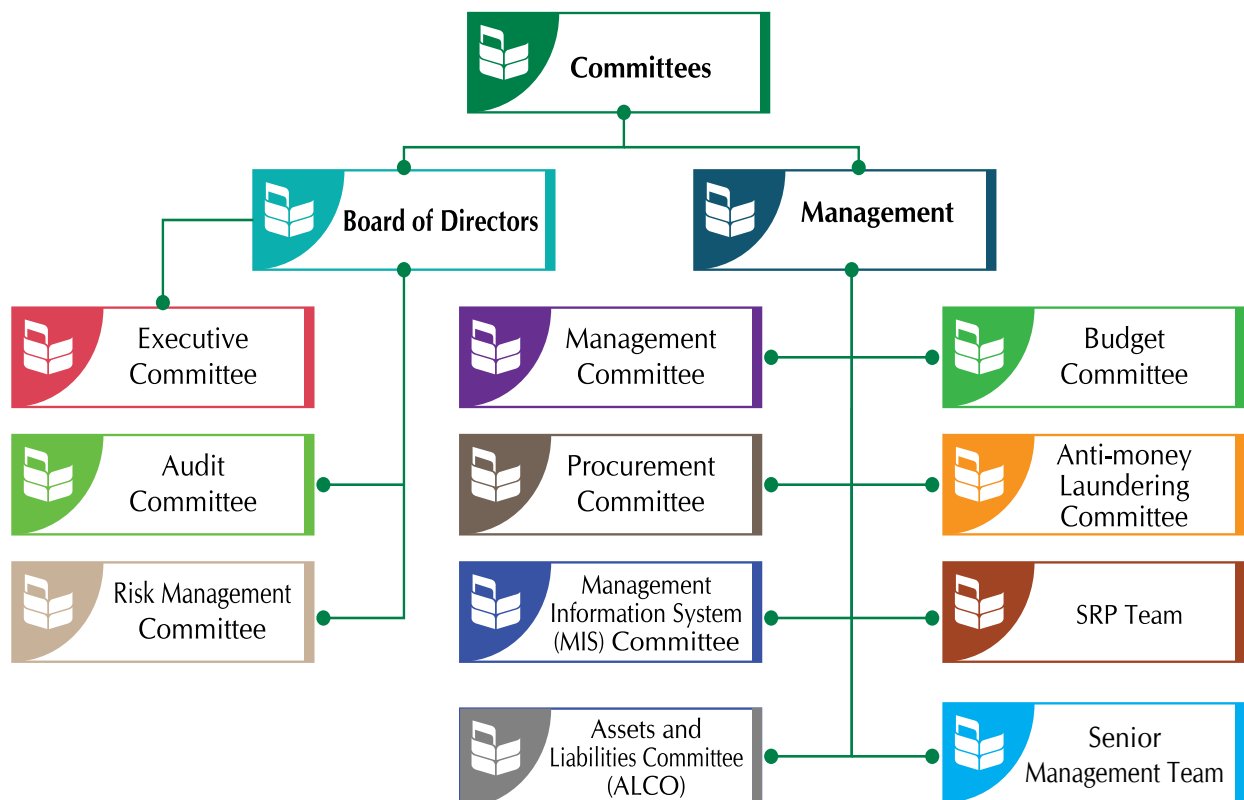 Committees
Board of Directors
Management
Executive
Committee
Management
Committee
Budget
Committee
Audit
Committee
Procurement
Committee
Anti-money
Laundering
Committee
Risk Management
Committee
Management
Information System
(MIS) Committee
SRP Team
Assets and
Liabilities Committee
(ALCO)
Senior
Management Team